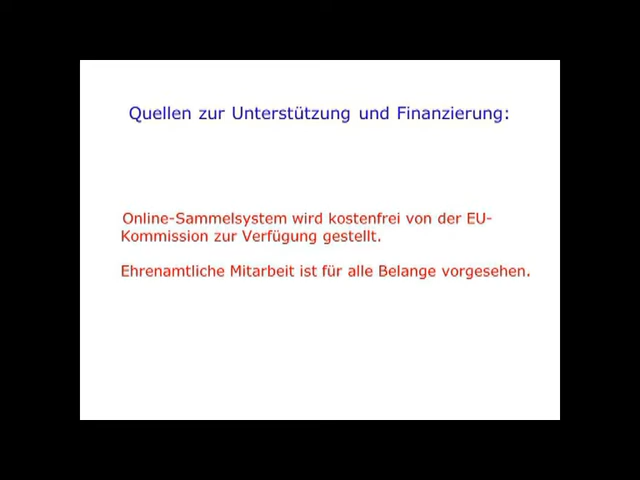 Quellen zur Unterstützung und Finanzierung:
Online-Sammelsystem wird kostenfrei von der EU-
Kommission zur Verfügung gestellt.
Ehrenamtliche Mitarbeit ist für alle Belange vorgesehen.